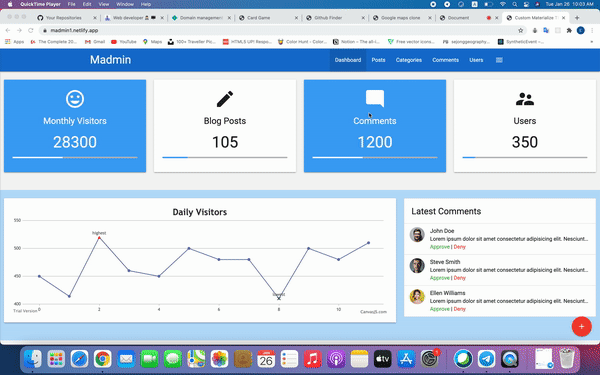 QuickTime Player File Edit View Window Help
Tue Jan 26 10:03 AM
Your Repositories
Web developer
Domain management
Card Game
Github Finder
Google maps clone
Document
Custom Materialize
madmin1.netlify.app
Apps The Complete 20... Gmail YouTube Maps 100+ Traveller Pic... HTML5 UP! Respo... Color Hunt - Color... Notion – The all-i... Free vector icons... sejonggeography... SyntheticEvent –...
Madmin
Dashboard Posts Categories Comments Users
Monthly Visitors
28300
Blog Posts
105
Comments
1200
Users
350
Daily Visitors
550
500
450
400
highest
lowest
0 2 4 6 8 10
Trial Version
CanvasJS.com
Latest Comments
John Doe
Lorem ipsum dolor sit amet consectetur adipisicing elit. Nesciunt...
Approve | Deny
Steve Smith
Lorem ipsum dolor sit amet consectetur adipisicing elit. Nesciunt...
Approve | Deny
Ellen Williams
Lorem ipsum dolor sit amet consectetur adipisicing elit. Nesciunt...
Approve | Deny
+
JAN
26
tv